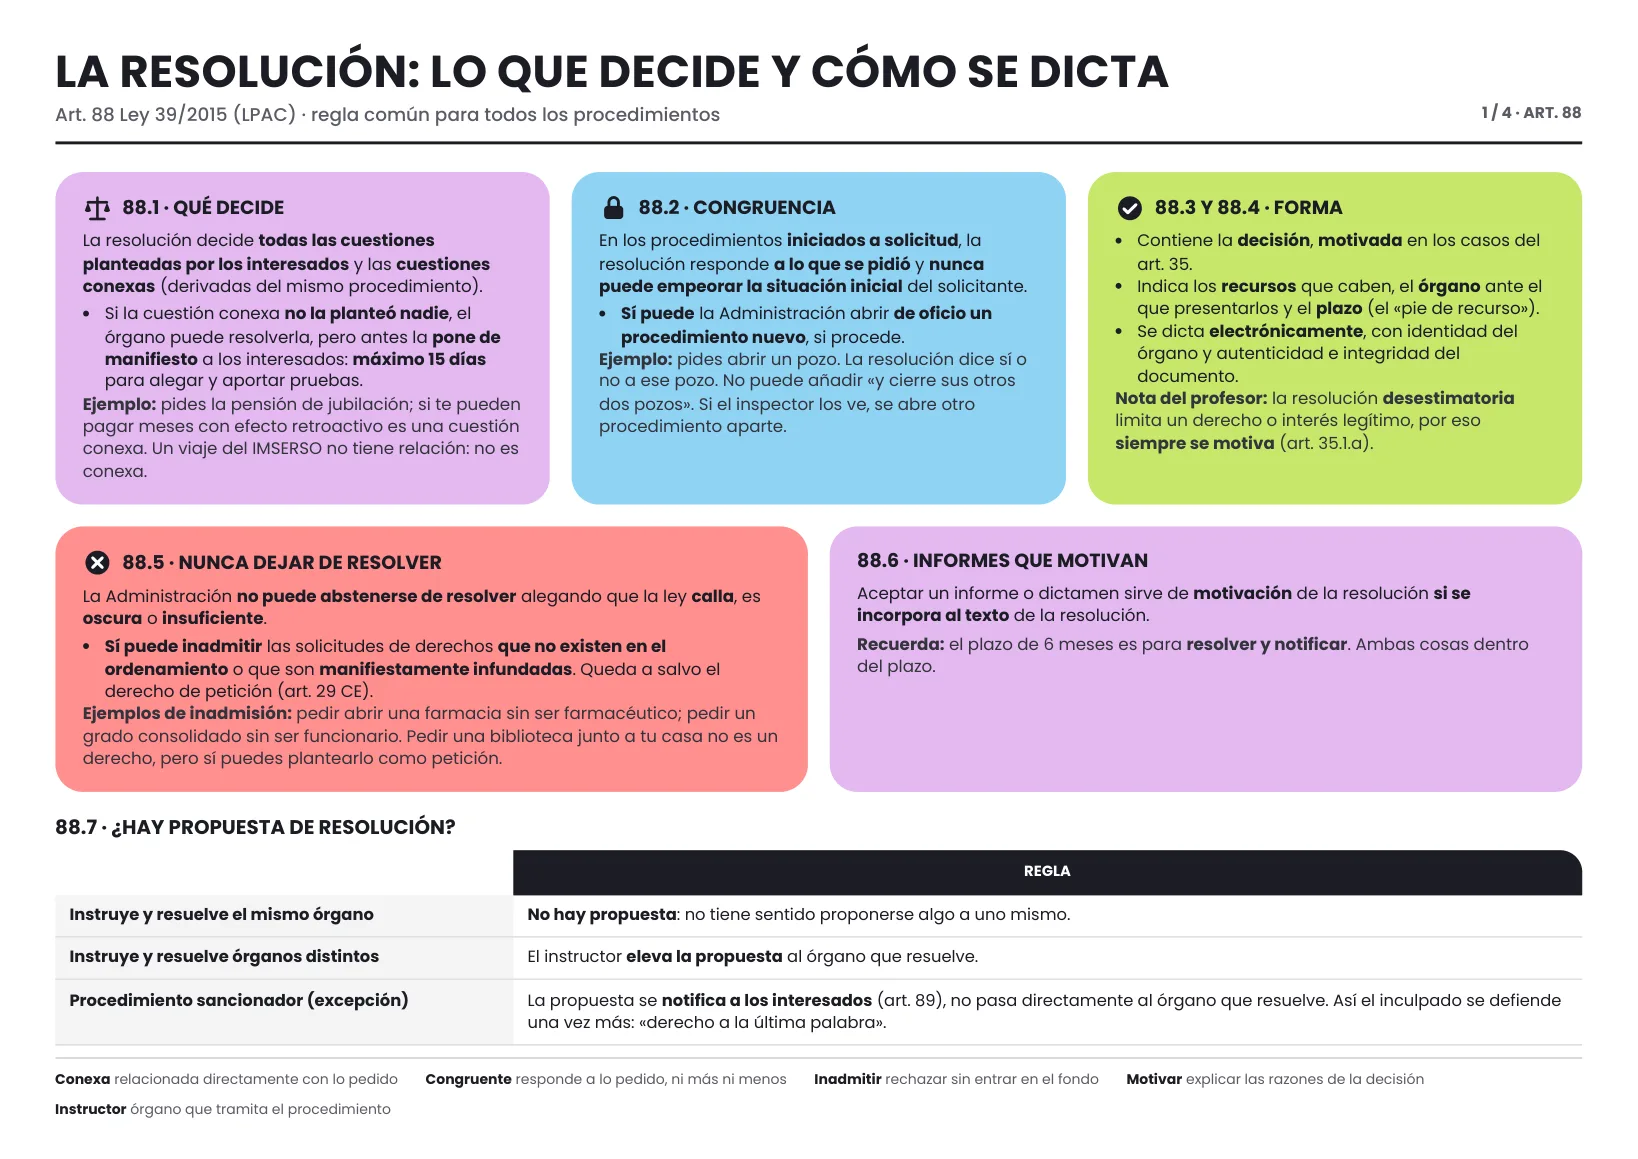 LA RESOLUCIÓN: LO QUE DECIDE Y CÓMO SE DICTA
Art. 88 Ley 39/2015 (LPAC) · regla común para todos los procedimientos
1 / 4 · ART. 88
88.1 · QUÉ DECIDE
La resolución decide todas las cuestiones
planteadas por los interesados y las cuestiones
conexas (derivadas del mismo procedimiento).
• Si la cuestión conexa no la planteó nadie, el
órgano puede resolverla, pero antes la pone de
manifiesto a los interesados: máximo 15 días
para alegar y aportar pruebas.
Ejemplo: pides la pensión de jubilación; si te pueden
pagar meses con efecto retroactivo es una cuestión
conexa. Un viaje del IMSERSO no tiene relación: no es
conexa.
88.2 · CONGRUENCIA
En los procedimientos iniciados a solicitud, la
resolución responde a lo que se pidió y nunca
puede empeorar la situación inicial del solicitante.
• Sí puede la Administración abrir de oficio un
procedimiento nuevo, si procede.
Ejemplo: pides abrir un pozo. La resolución dice sí o
no a ese pozo. No puede añadir «y cierre sus otros
dos pozos». Si el inspector los ve, se abre otro
procedimiento aparte.
88.3 Y 88.4 · FORMA
• Contiene la decisión, motivada en los casos del
art. 35.
• Indica los recursos que caben, el órgano ante el
que presentarlos y el plazo (el «pie de recurso»).
• Se dicta electrónicamente, con identidad del
órgano y autenticidad e integridad del
documento.
Nota del profesor: la resolución desestimatoria
limita un derecho o interés legítimo, por eso
siempre se motiva (art. 35.1.a).
88.5 · NUNCA DEJAR DE RESOLVER
La Administración no puede abstenerse de resolver alegando que la ley calla, es
oscura o insuficiente.
• Sí puede inadmitir las solicitudes de derechos que no existen en el
ordenamiento o que son manifiestamente infundadas. Queda a salvo el
derecho de petición (art. 29 CE).
Ejemplos de inadmisión: pedir abrir una farmacia sin ser farmacéutico; pedir un
grado consolidado sin ser funcionario. Pedir una biblioteca junto a tu casa no es un
derecho, pero sí puedes plantearlo como petición.
88.6 · INFORMES QUE MOTIVAN
Aceptar un informe o dictamen sirve de motivación de la resolución si se
incorpora al texto de la resolución.
Recuerda: el plazo de 6 meses es para resolver y notificar. Ambas cosas dentro
del plazo.
88.7 · ¿HAY PROPUESTA DE RESOLUCIÓN?
REGLA
Instruye y resuelve el mismo órgano
No hay propuesta: no tiene sentido proponerse algo a uno mismo.
Instruye y resuelve órganos distintos
El instructor eleva la propuesta al órgano que resuelve.
Procedimiento sancionador (excepción)
La propuesta se notifica a los interesados (art. 89), no pasa directamente al órgano que resuelve. Así el inculpado se defiende
una vez más: «derecho a la última palabra».
Conexa relacionada directamente con lo pedido
Congruente responde a lo pedido, ni más ni menos
Inadmitir rechazar sin entrar en el fondo
Motivar explicar las razones de la decisión
Instructor órgano que tramita el procedimiento